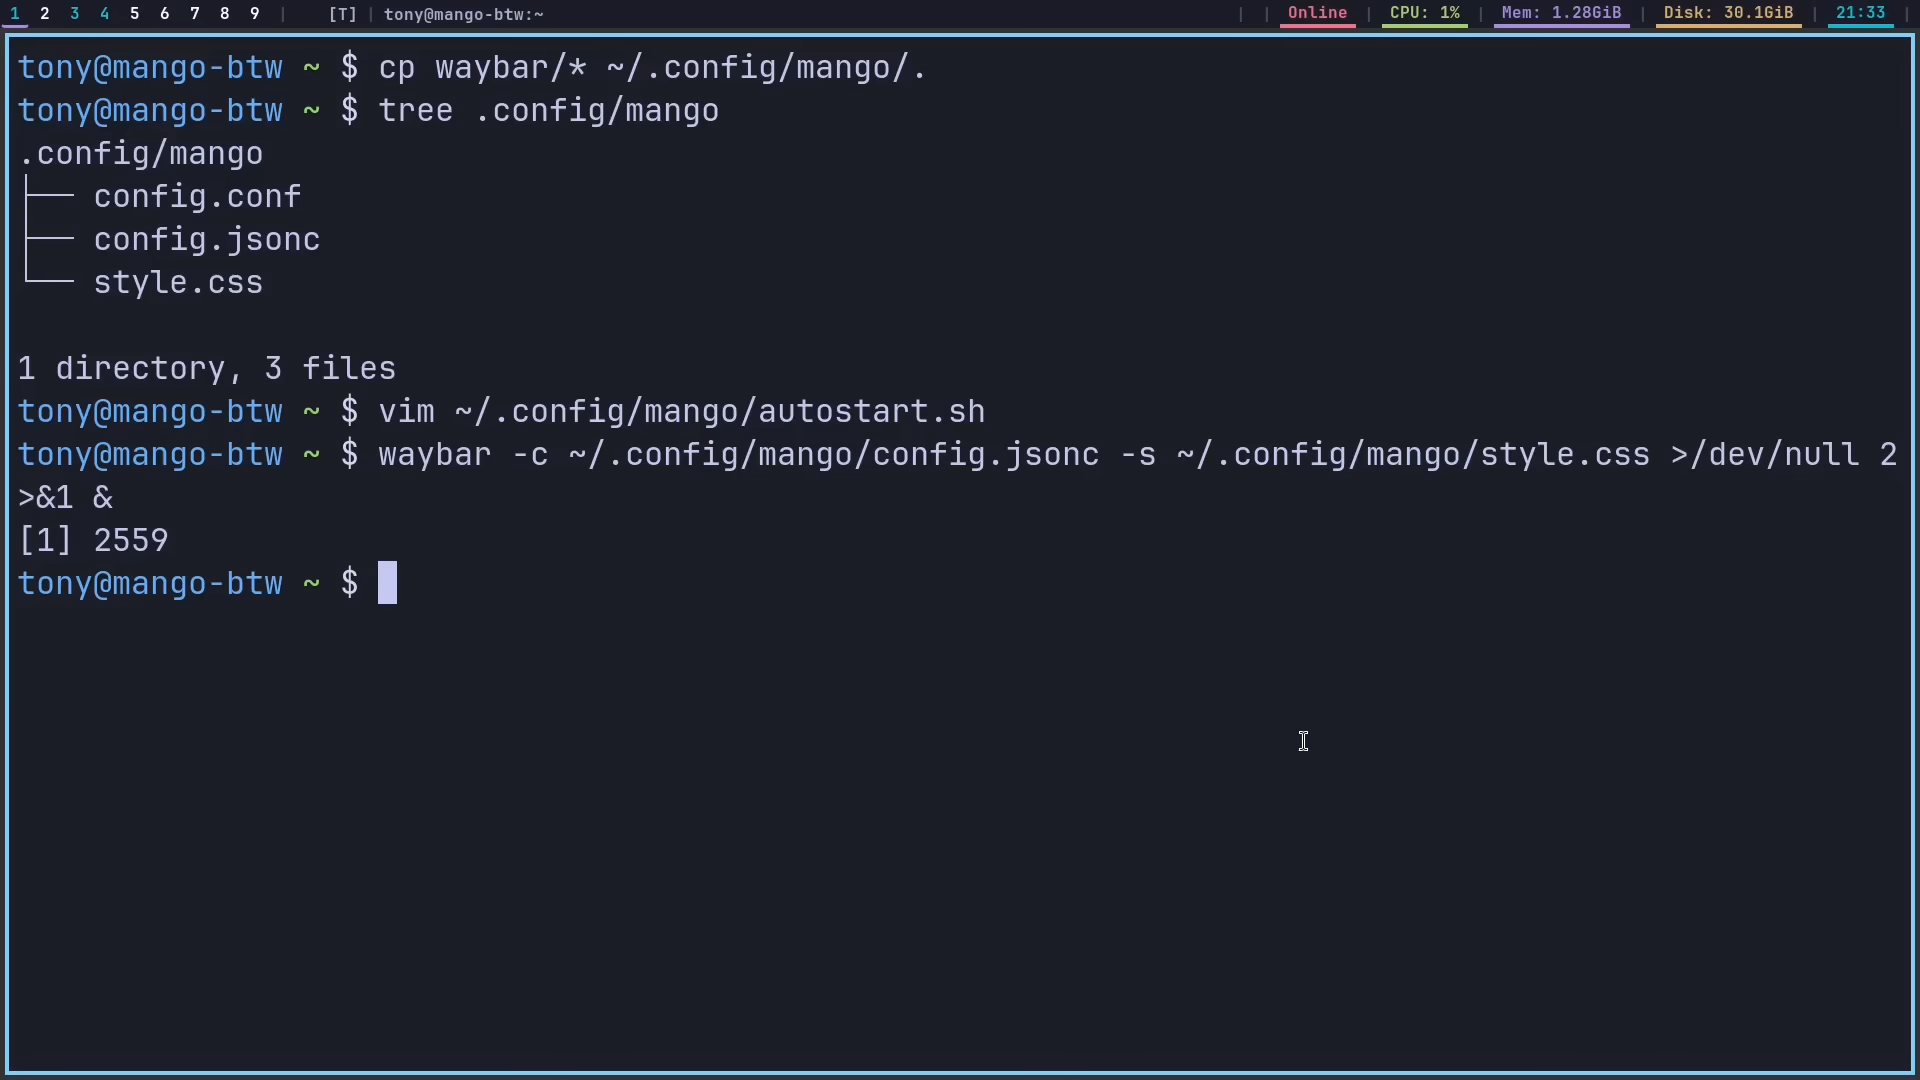 1 2 3 4 5 6 7 8 9 | [T] | tony@mango-btw:~ | | Online | CPU: 1% | Mem: 1.28GiB | Disk: 30.1GiB | 21:33 |
tony@mango-btw ~ $ cp waybar/* ~/.config/mango/.
tony@mango-btw ~ $ tree .config/mango
.config/mango
├── config.conf
├── config.jsonc
└── style.css
1 directory, 3 files
tony@mango-btw ~ $ vim ~/.config/mango/autostart.sh
tony@mango-btw ~ $ waybar -c ~/.config/mango/config.jsonc -s ~/.config/mango/style.css >/dev/null 2
>&1 &
[1] 2559
tony@mango-btw ~ $